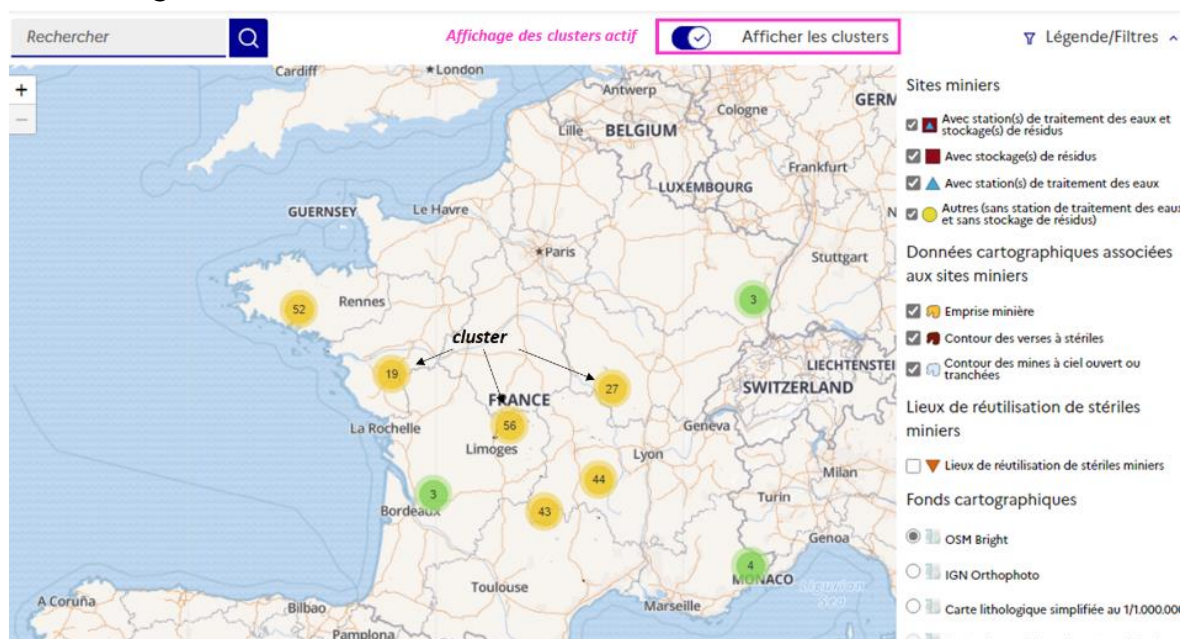 Rechercher
Affichage des clusters actif
Afficher les clusters
Légende/Filtres
+
−
Cardiff
London
Antwerp
Cologne
GERM
Lille
BELGIUM
Frankfurt
LUXEMBOURG
GUERNSEY
Le Havre
N
Paris
Stuttgart
52
Rennes
3
cluster
19
27
LIECHTENSTEI
SWITZERLAND
FRANCE
56
La Rochelle
Geneva
Limoges
Lyon
44
Milan
3
Bordeaux
43
Turin
Genoa
4
MONACO
Ligurian
Sea
Toulouse
Marseille
A Coruña
Bilbao
Pamplona
Sites miniers
Avec station(s) de traitement des eaux et
stockage(s) de résidus
Avec stockage(s) de résidus
Avec station(s) de traitement des eaux
Autres (sans station de traitement des eaux
et sans stockage de résidus)
Données cartographiques associées
aux sites miniers
Emprise minière
Contour des verses à stériles
Contour des mines à ciel ouvert ou
tranchées
Lieux de réutilisation de stériles
miniers
Lieux de réutilisation de stériles miniers
Fonds cartographiques
OSM Bright
IGN Orthophoto
Carte lithologique simplifiée au 1/1.000.000